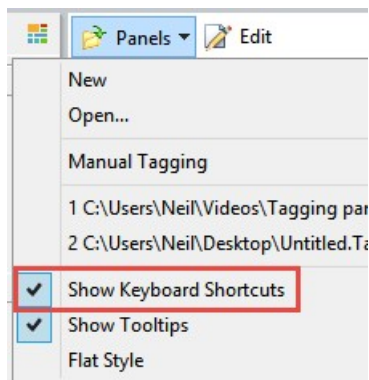 Panels Edit
New
Open...
Manual Tagging
1 C:\Users\Neil\Videos\Tagging par
2 C:\Users\Neil\Desktop\Untitled.Ta
Show Keyboard Shortcuts
Show Tooltips
Flat Style